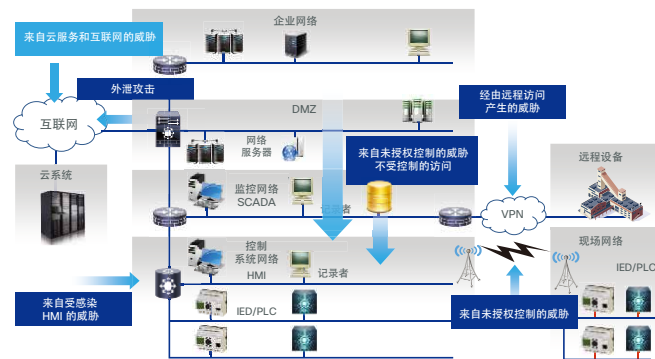 企业网络
来自云服务和互联网的威胁
外泄攻击
经由远程访问
产生的威胁
DMZ
互联网
网络
服务器
来自未授权控制的威胁
不受控制的访问
远程设备
云系统
监控网络
SCADA
记录者
VPN
控制
系统网络
HMI
记录者
现场网络
IED/PLC
来自受感染
HMI 的威胁
IED/PLC
来自未授权控制的威胁